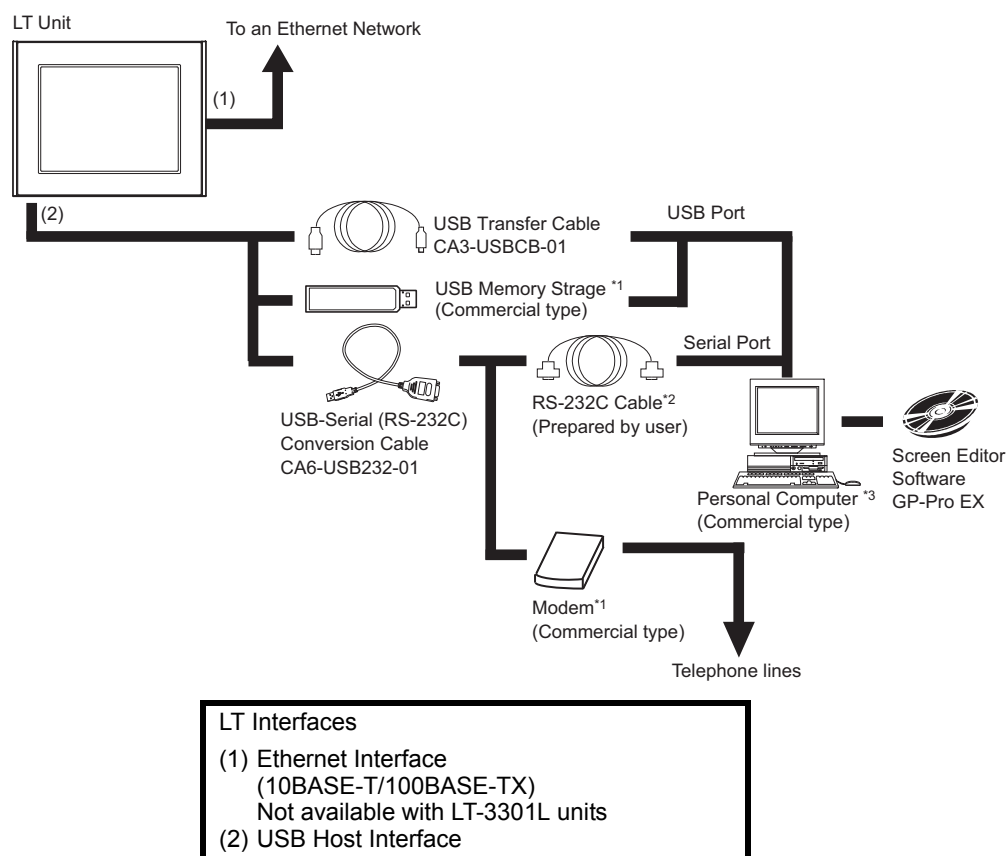 LT Unit
To an Ethernet Network
(1)
(2)
USB Transfer Cable
CA3-USBCB-01
USB Port
USB Memory Strage *1
(Commercial type)
Serial Port
USB-Serial (RS-232C)
Conversion Cable
CA6-USB232-01
RS-232C Cable*2
(Prepared by user)
Personal Computer *3
(Commercial type)
Screen Editor
Software
GP-Pro EX
Modem*1
(Commercial type)
Telephone lines
LT Interfaces
(1) Ethernet Interface
(10BASE-T/100BASE-TX)
Not available with LT-3301L units
(2) USB Host Interface